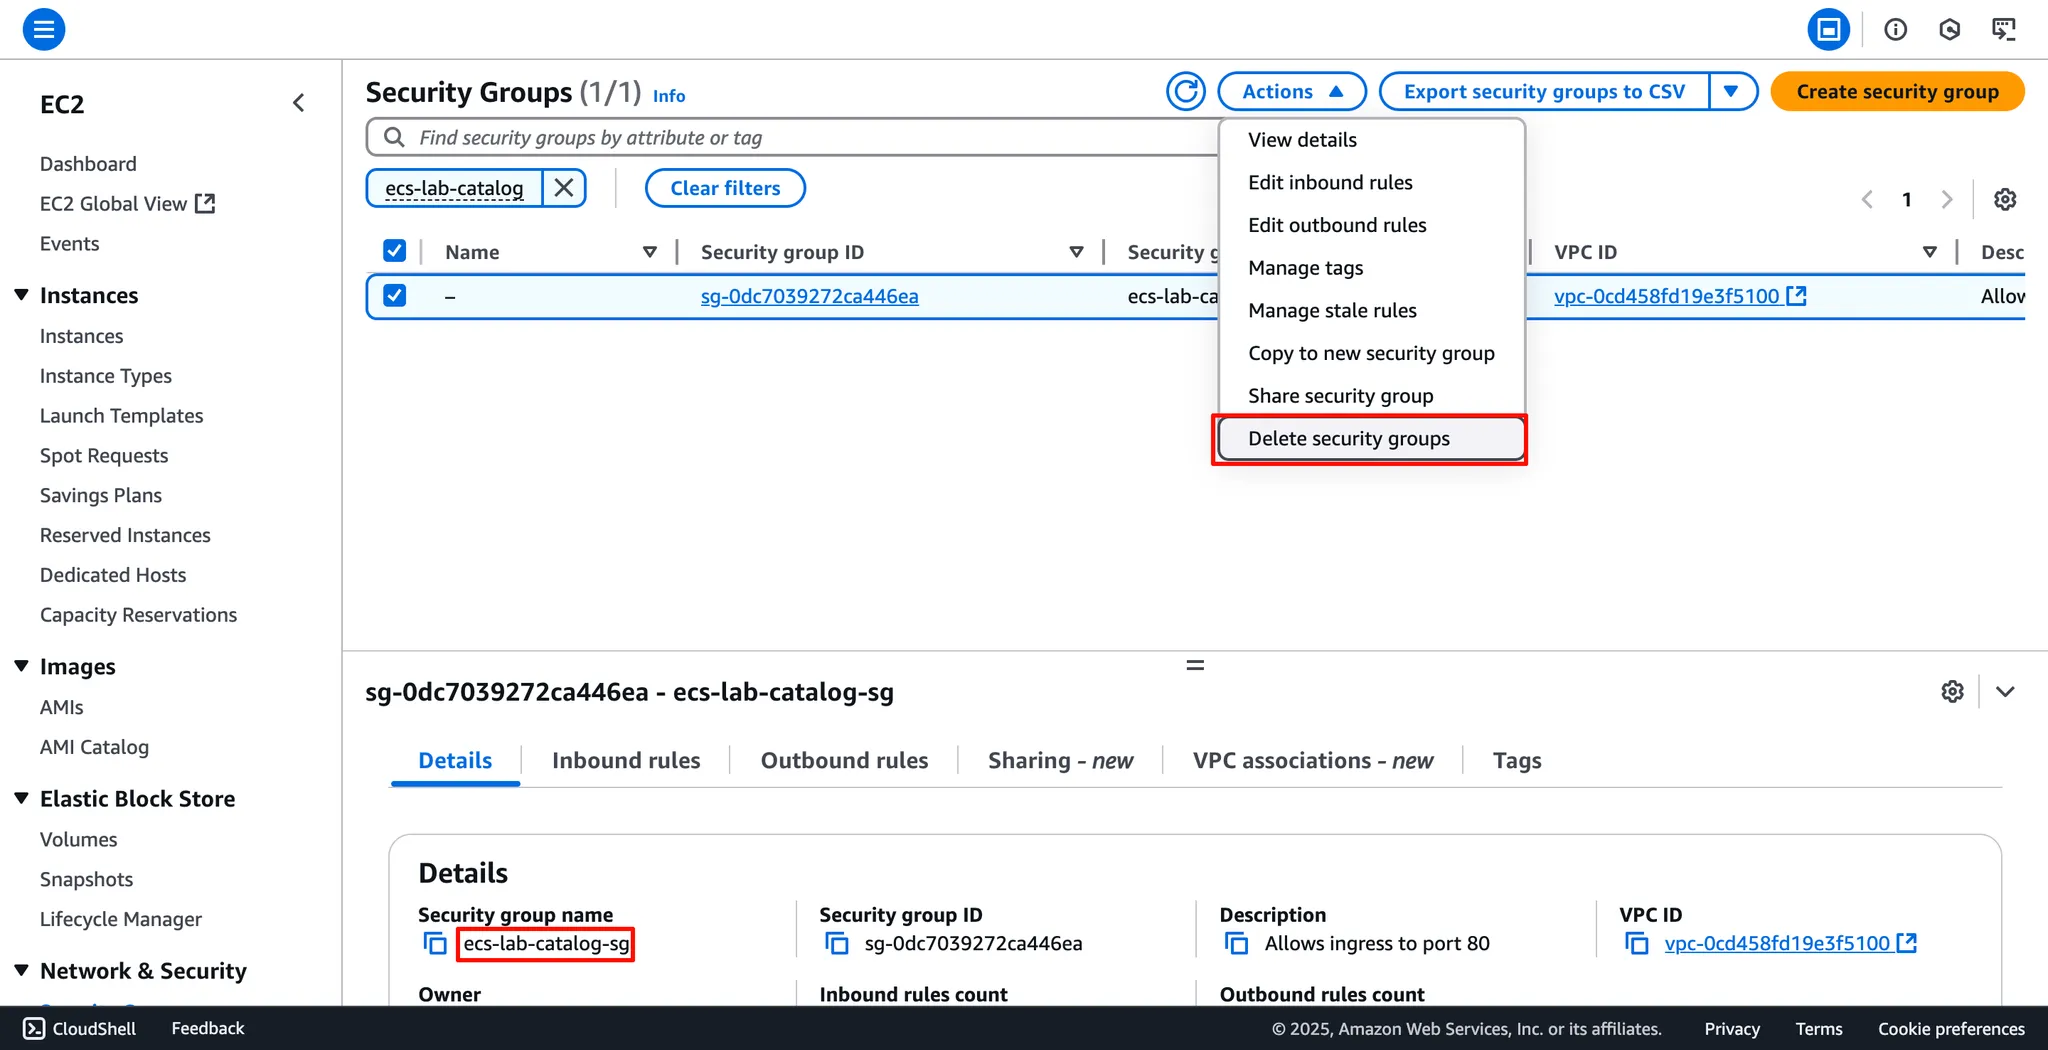 EC2
Dashboard
EC2 Global View
Events
Instances
Instances
Instance Types
Launch Templates
Spot Requests
Savings Plans
Reserved Instances
Dedicated Hosts
Capacity Reservations
Images
AMIs
AMI Catalog
Elastic Block Store
Volumes
Snapshots
Lifecycle Manager
Network & Security
Security Groups (1/1) Info
Actions
Export security groups to CSV
Create security group
Find security groups by attribute or tag
ecs-lab-catalog
Clear filters
1
View details
Edit inbound rules
Edit outbound rules
Manage tags
Manage stale rules
Copy to new security group
Share security group
Delete security groups
Name Security group ID Security g VPC ID Desc
– sg-0dc7039272ca446ea ecs-lab-ca vpc-0cd458fd19e3f5100 Allow
sg-0dc7039272ca446ea - ecs-lab-catalog-sg
Details Inbound rules Outbound rules Sharing - new VPC associations - new Tags
Details
Security group name Security group ID Description VPC ID
ecs-lab-catalog-sg sg-0dc7039272ca446ea Allows ingress to port 80 vpc-0cd458fd19e3f5100
Owner Inbound rules count Outbound rules count
CloudShell Feedback © 2025, Amazon Web Services, Inc. or its affiliates. Privacy Terms Cookie preferences